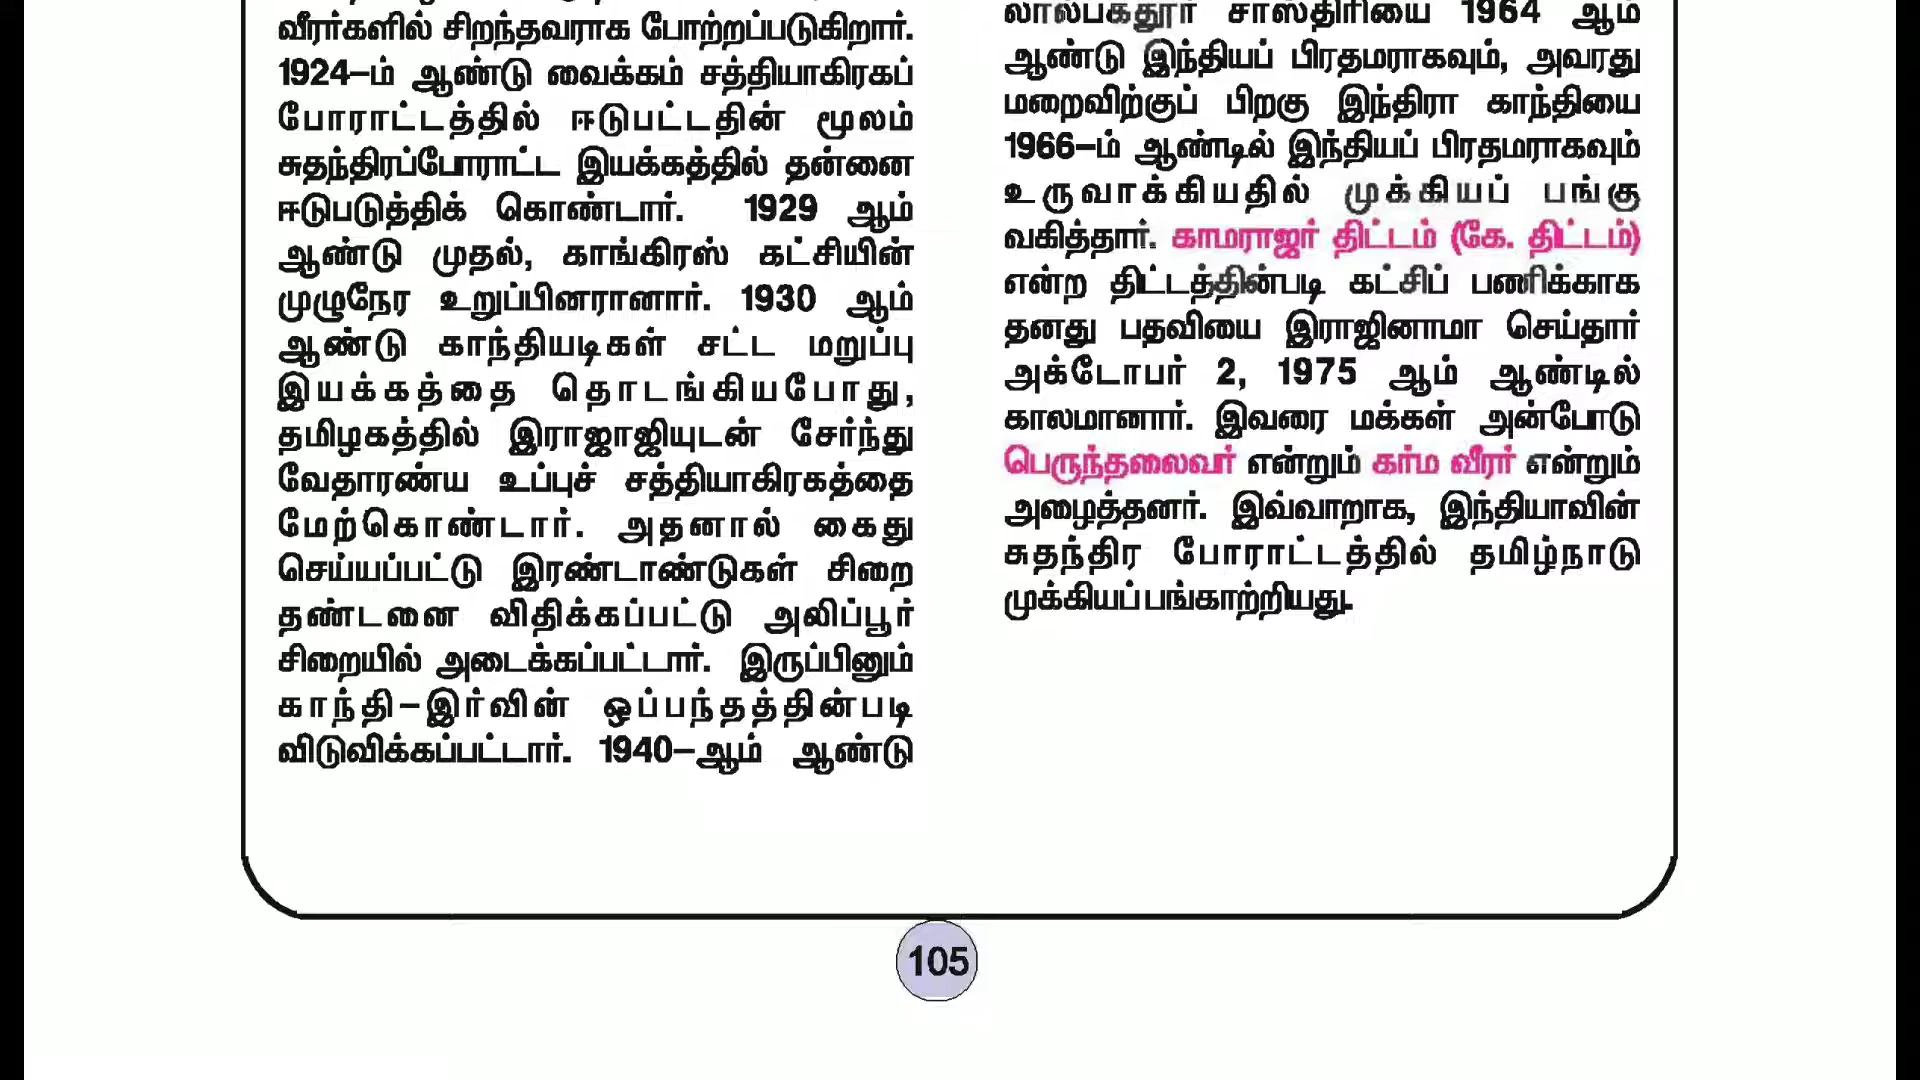 வீரர்களில் சிறந்தவராக போற்றப்படுகிறார்.
1924–ம் ஆண்டு வைக்கம் சத்தியாகிரகப்
போராட்டத்தில் ஈடுபட்டதின் மூலம்
சுதந்திரப்போராட்ட இயக்கத்தில் தன்னை
ஈடுபடுத்திக் கொண்டார். 1929 ஆம்
ஆண்டு முதல், காங்கிரஸ் கட்சியின்
முழுநேர உறுப்பினரானார். 1930 ஆம்
ஆண்டு காந்தியடிகள் சட்ட மறுப்பு
இயக்கத்தை தொடங்கியபோது,
தமிழகத்தில் இராஜாஜியுடன் சேர்ந்து
வேதாரண்ய உப்புச் சத்தியாகிரகத்தை
மேற்கொண்டார். அதனால் கைது
செய்யப்பட்டு இரண்டாண்டுகள் சிறை
தண்டனை விதிக்கப்பட்டு அலிப்பூர்
சிறையில் அடைக்கப்பட்டார். இருப்பினும்
காந்தி–இர்வின் ஒப்பந்தத்தின்படி
விடுவிக்கப்பட்டார். 1940–ஆம் ஆண்டு
லால்பகதூர் சாஸ்திரியை 1964 ஆம்
ஆண்டு இந்தியப் பிரதமராகவும், அவரது
மறைவிற்குப் பிறகு இந்திரா காந்தியை
1966–ம் ஆண்டில் இந்தியப் பிரதமராகவும்
உருவாக்கியதில் முக்கியப் பங்கு
வகித்தார். காமராஜர் திட்டம் (கே. திட்டம்)
என்ற திட்டத்தின்படி கட்சிப் பணிக்காக
தனது பதவியை இராஜினாமா செய்தார்
அக்டோபர் 2, 1975 ஆம் ஆண்டில்
காலமானார். இவரை மக்கள் அன்போடு
பெருந்தலைவர் என்றும் கர்ம வீரர் என்றும்
அழைத்தனர். இவ்வாறாக, இந்தியாவின்
சுதந்திர போராட்டத்தில் தமிழ்நாடு
முக்கியப்பங்காற்றியது.
105